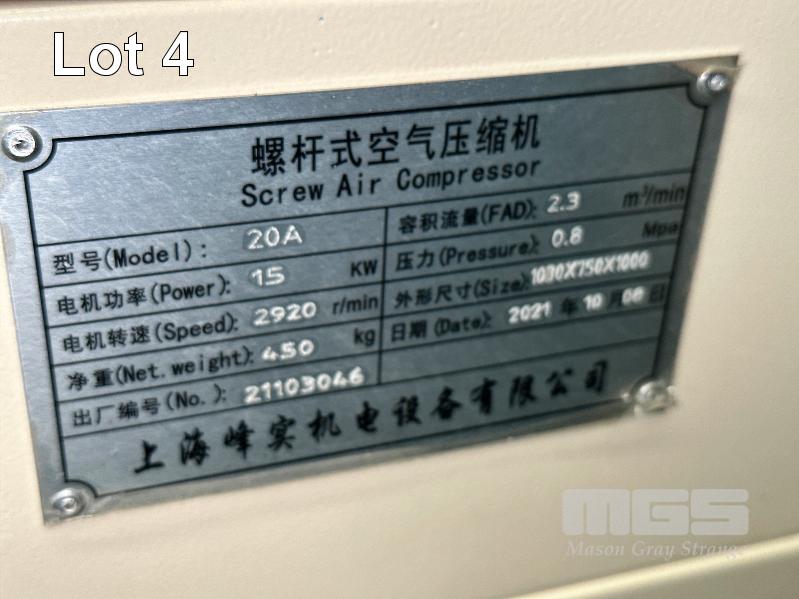 Lot 4
螺杆式空气压缩机
Screw Air Compressor
型号(Model): 20A
电机功率(Power): 15 KW
电机转速(Speed): 2920 r/min
净重(Net.weight): 450 kg
出厂编号(No.): 21103046
容积流量(FAD): 2.3 m³/min
压力(Pressure): 0.8 Mpa
外形尺寸(Size): 1030X750X1000
日期(Date): 2021 年 10 月 08 日
上海峰实机电设备有限公司
MGS
Mason Gray Strange